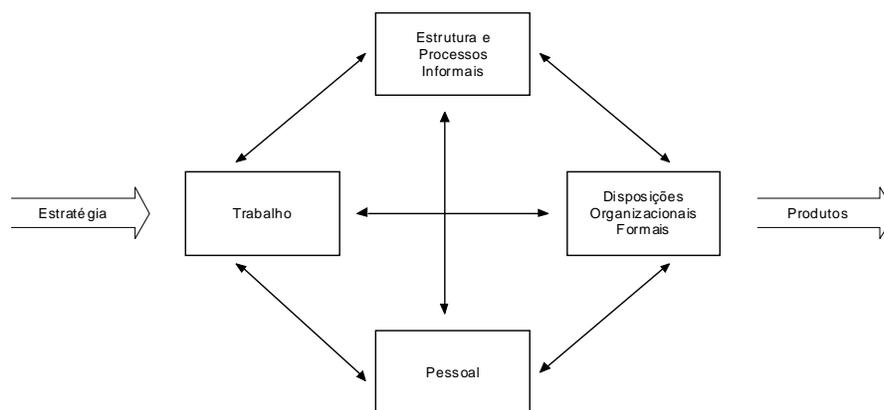 Estrutura e
Processos
Informais
Estratégia
Trabalho
Disposições
Organizacionais
Formais
Produtos
Pessoal